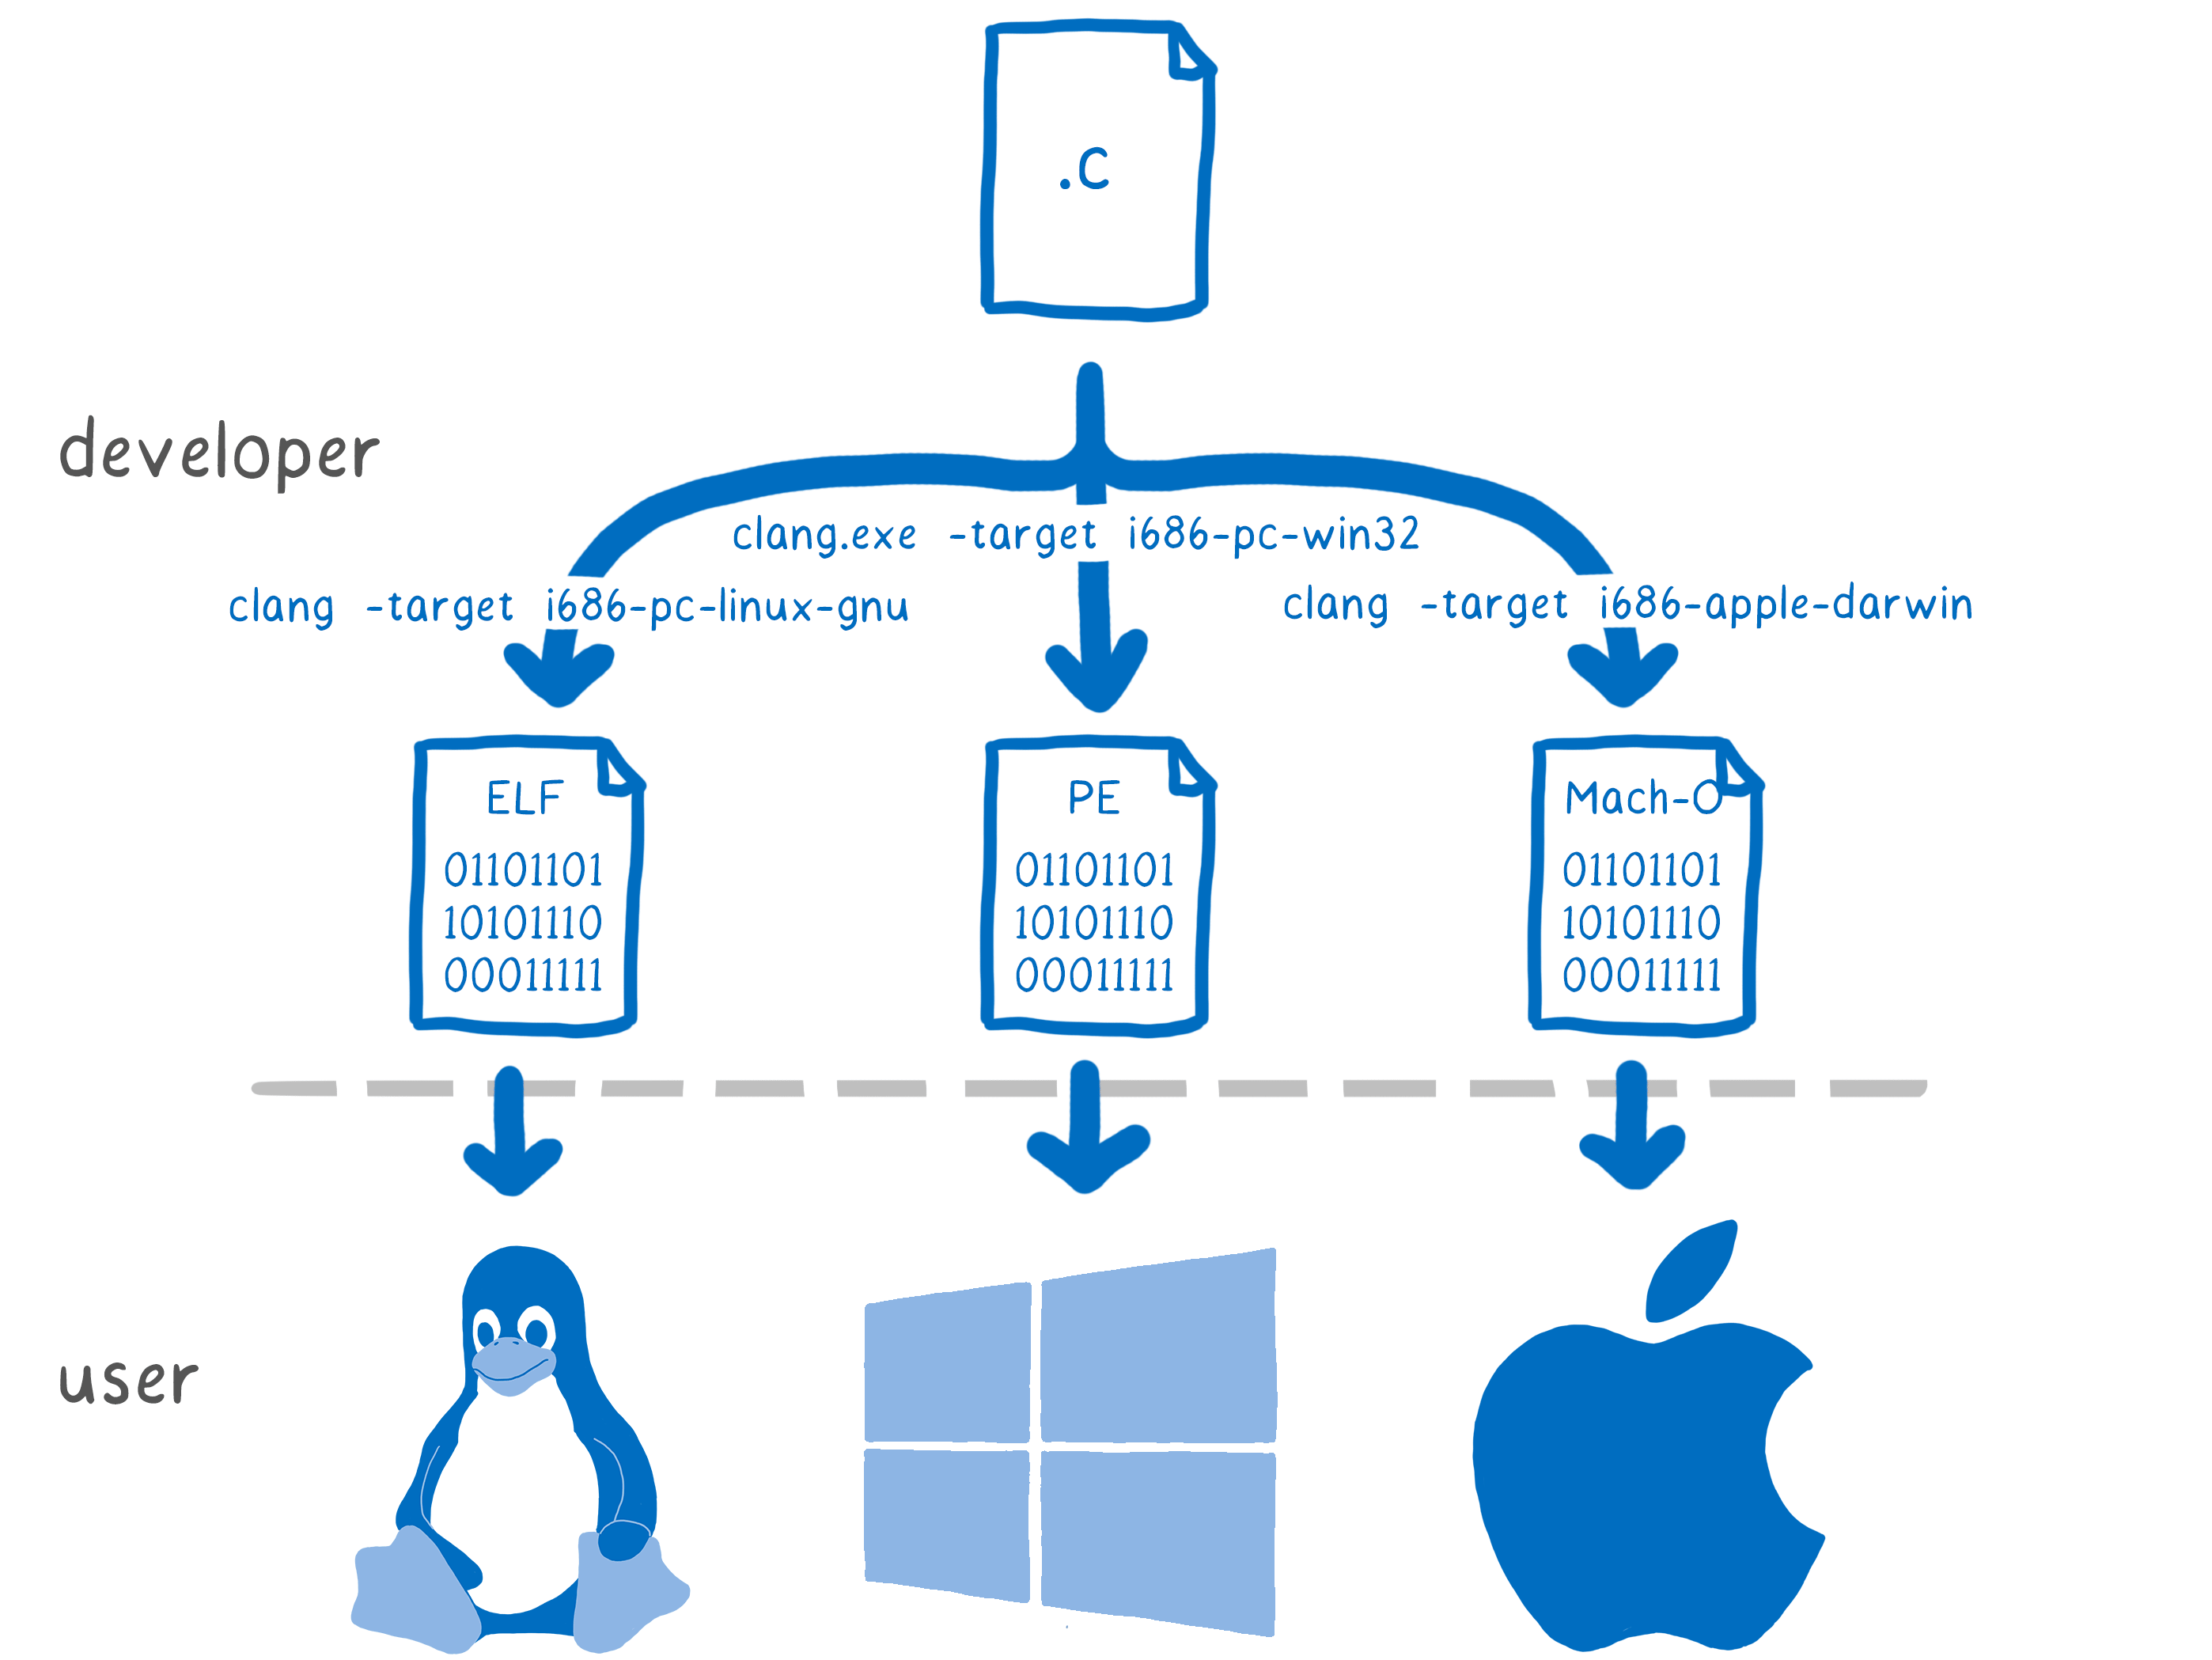 .C
developer
clang.exe -target i686-pc-win32
clang -target i686-pc-linux-gnu
clang -target i686-apple-darwin
ELF
01101101
10101110
00011111
PE
01101101
10101110
00011111
Mach-O
01101101
10101110
00011111
user